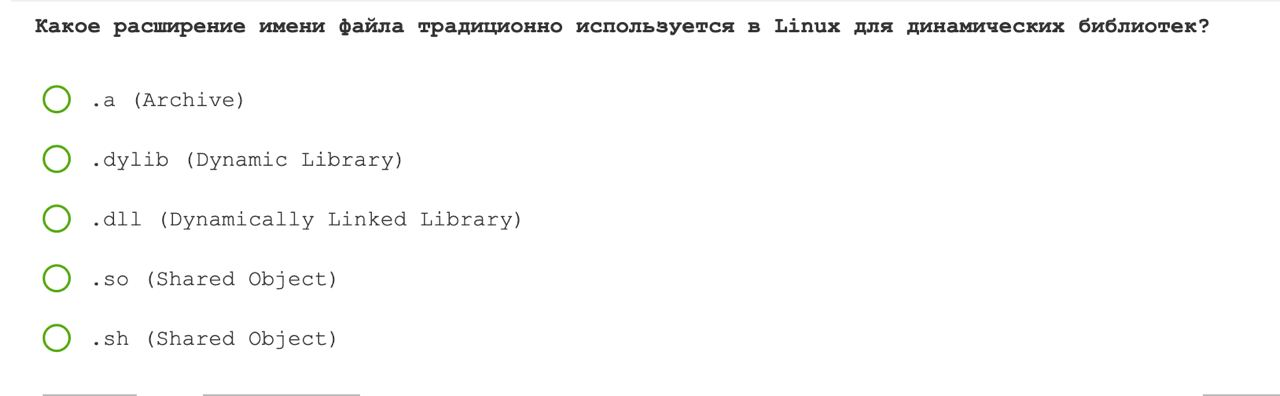 Какое расширение имени файла традиционно используется в Linux для динамических библиотек?
.a (Archive)
.dylib (Dynamic Library)
.dll (Dynamically Linked Library)
.so (Shared Object)
.sh (Shared Object)